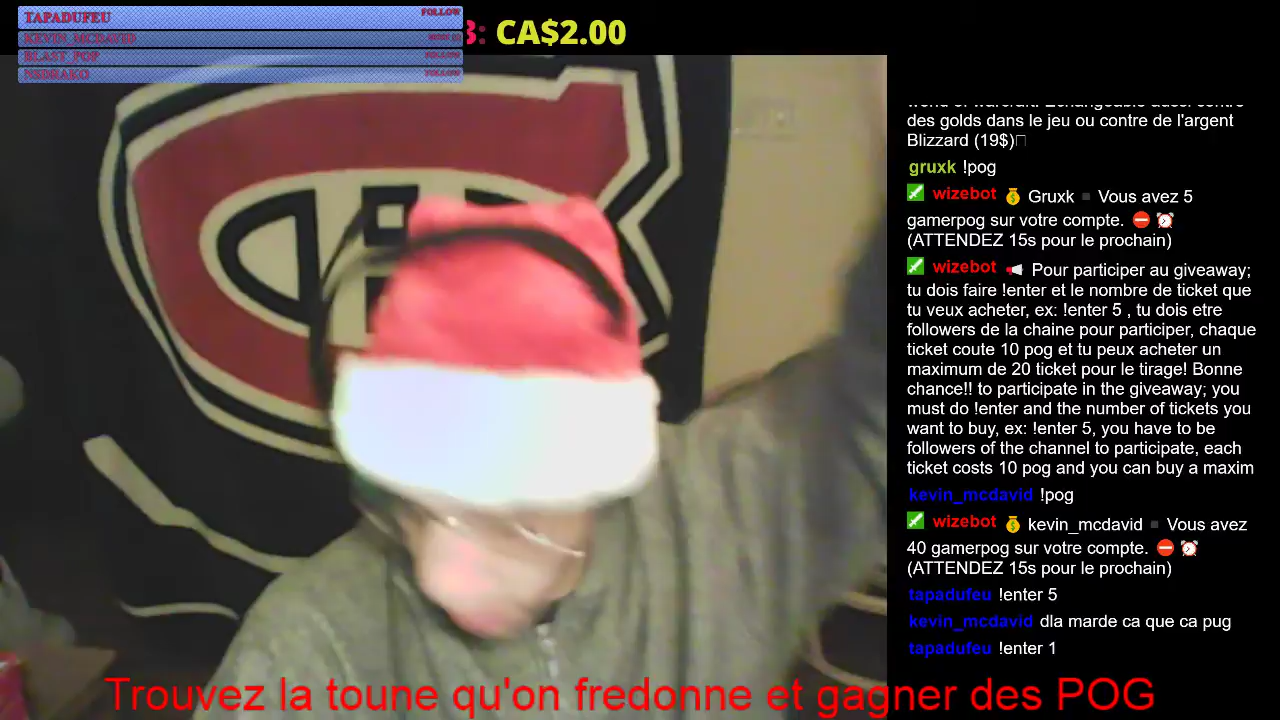 TAPADUFEU FOLLOW
KEVIN_MCDAVID
BLAST_POP FOLLOW
NSDRAKO FOLLOW
3: CA$2.00
des golds dans le jeu ou contre de l'argent
Blizzard (19$)
gruxk !pog
wizebot Gruxk Vous avez 5
gamerpog sur votre compte.
(ATTENDEZ 15s pour le prochain)
wizebot Pour participer au giveaway;
tu dois faire !enter et le nombre de ticket que
tu veux acheter, ex: !enter 5 , tu dois etre
followers de la chaine pour participer, chaque
ticket coute 10 pog et tu peux acheter un
maximum de 20 ticket pour le tirage! Bonne
chance!! to participate in the giveaway; you
must do !enter and the number of tickets you
want to buy, ex: !enter 5, you have to be
followers of the channel to participate, each
ticket costs 10 pog and you can buy a maxim
kevin_mcdavid !pog
wizebot kevin_mcdavid Vous avez
40 gamerpog sur votre compte.
(ATTENDEZ 15s pour le prochain)
tapadufeu !enter 5
kevin_mcdavid dla marde ca que ca pug
tapadufeu !enter 1
Trouvez la toune qu'on fredonne et gagner des POG